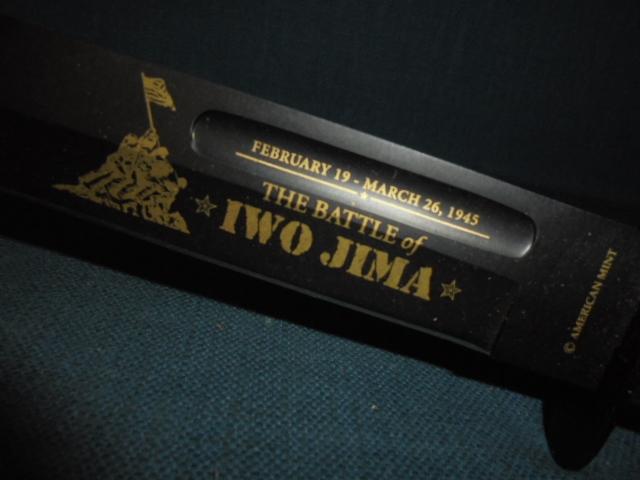 FEBRUARY 19 - MARCH 26, 1945
THE BATTLE of
IWO JIMA
© AMERICAN MINT